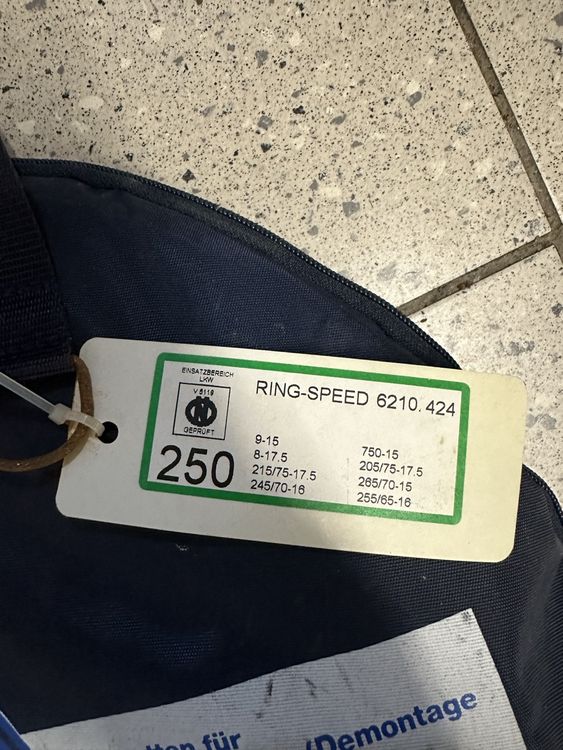 EINSATZBEREICH
LKW
V 5119
GEPRÜFT
250
RING-SPEED 6210.424
9-15
8-17.5
215/75-17.5
245/70-16
750-15
205/75-17.5
265/70-15
255/65-16
für
/Demontage